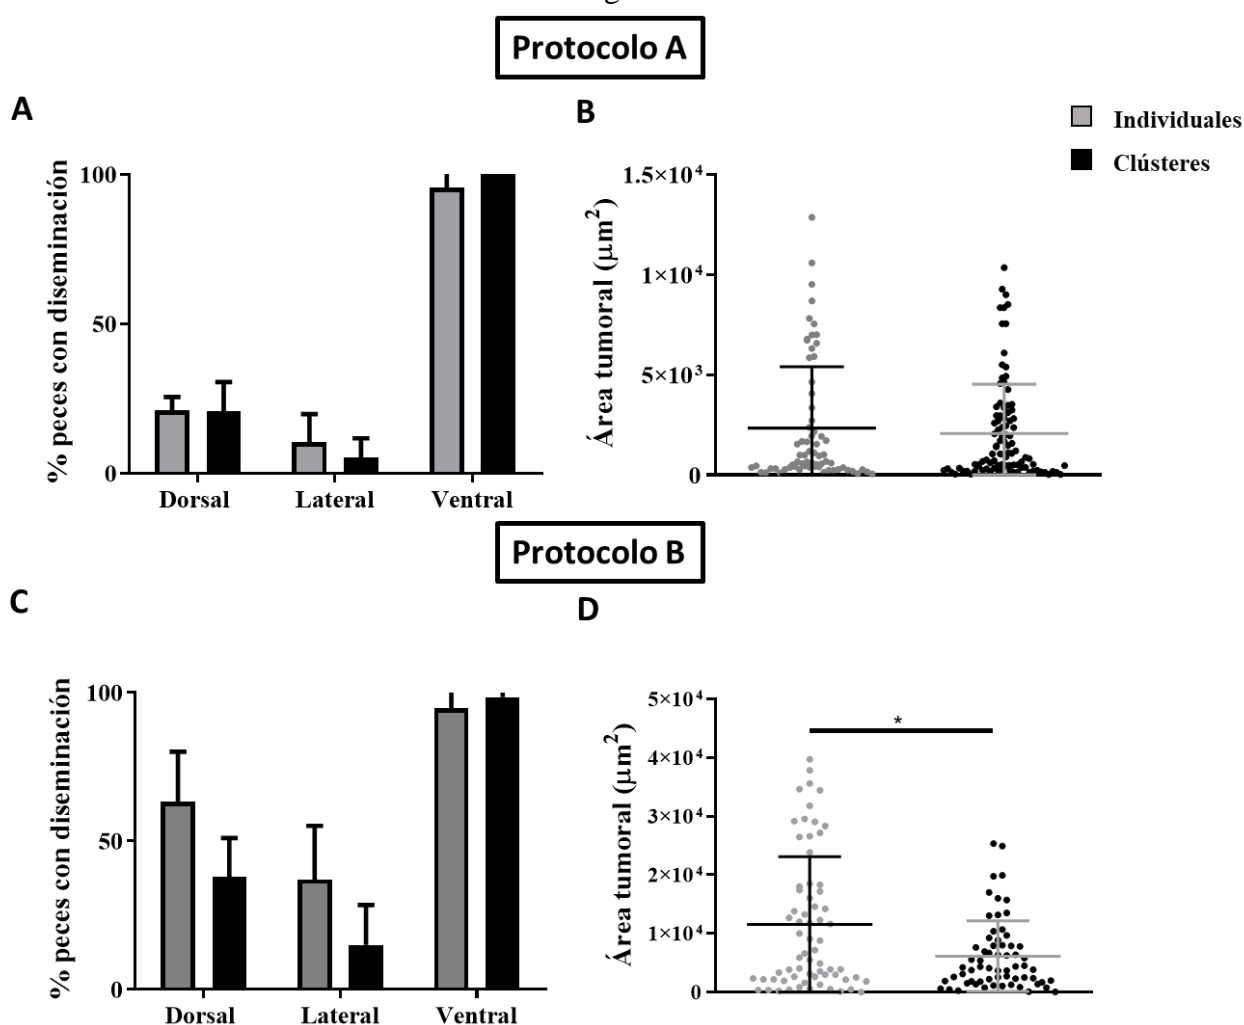 Protocolo A
A
B
Individuales
Clústeres
% peces con diseminación
100
50
0
Dorsal
Lateral
Ventral
Área tumoral (μm²)
1.5×10⁴
1×10⁴
5×10³
0
Protocolo B
C
D
% peces con diseminación
100
50
0
Dorsal
Lateral
Ventral
Área tumoral (μm²)
5×10⁴
4×10⁴
3×10⁴
2×10⁴
1×10⁴
0
*